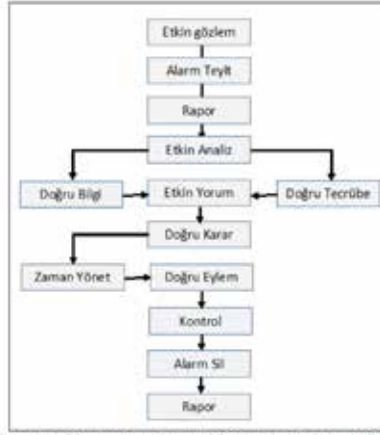 Etkin gözlem
Alarm Teyit
Rapor
Etkin Analiz
Doğru Bilgi
Etkin Yorum
Doğru Tecrübe
Doğru Karar
Zaman Yönet
Doğru Eylem
Kontrol
Alarm Sil
Rapor